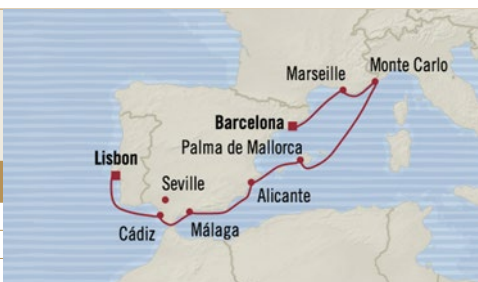 Marseille
Monte Carlo
Barcelona
Palma de Mallorca
Lisbon
Seville
Alicante
Cádiz
Málaga